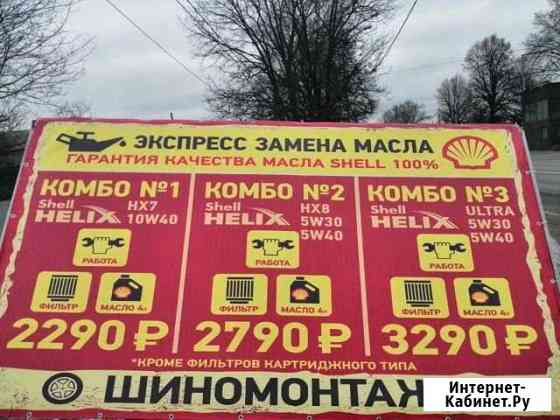 ЭКСПРЕСС ЗАМЕНА МАСЛА
ГАРАНТИЯ КАЧЕСТВА МАСЛА SHELL 100%
КОМБО №1
Shell HELIX HX7 10W40
РАБОТА
ФИЛЬТР МАСЛО 4л
2290 ₽
КОМБО №2
Shell HELIX HX8 5W30 5W40
РАБОТА
ФИЛЬТР МАСЛО 4л
2790 ₽
КОМБО №3
Shell HELIX ULTRA 5W30 5W40
РАБОТА
ФИЛЬТР МАСЛО 4л
3290 ₽
*КРОМЕ ФИЛЬТРОВ КАРТРИДЖНОГО ТИПА
ШИНОМОНТАЖ
Интернет-
Кабинет.Ру